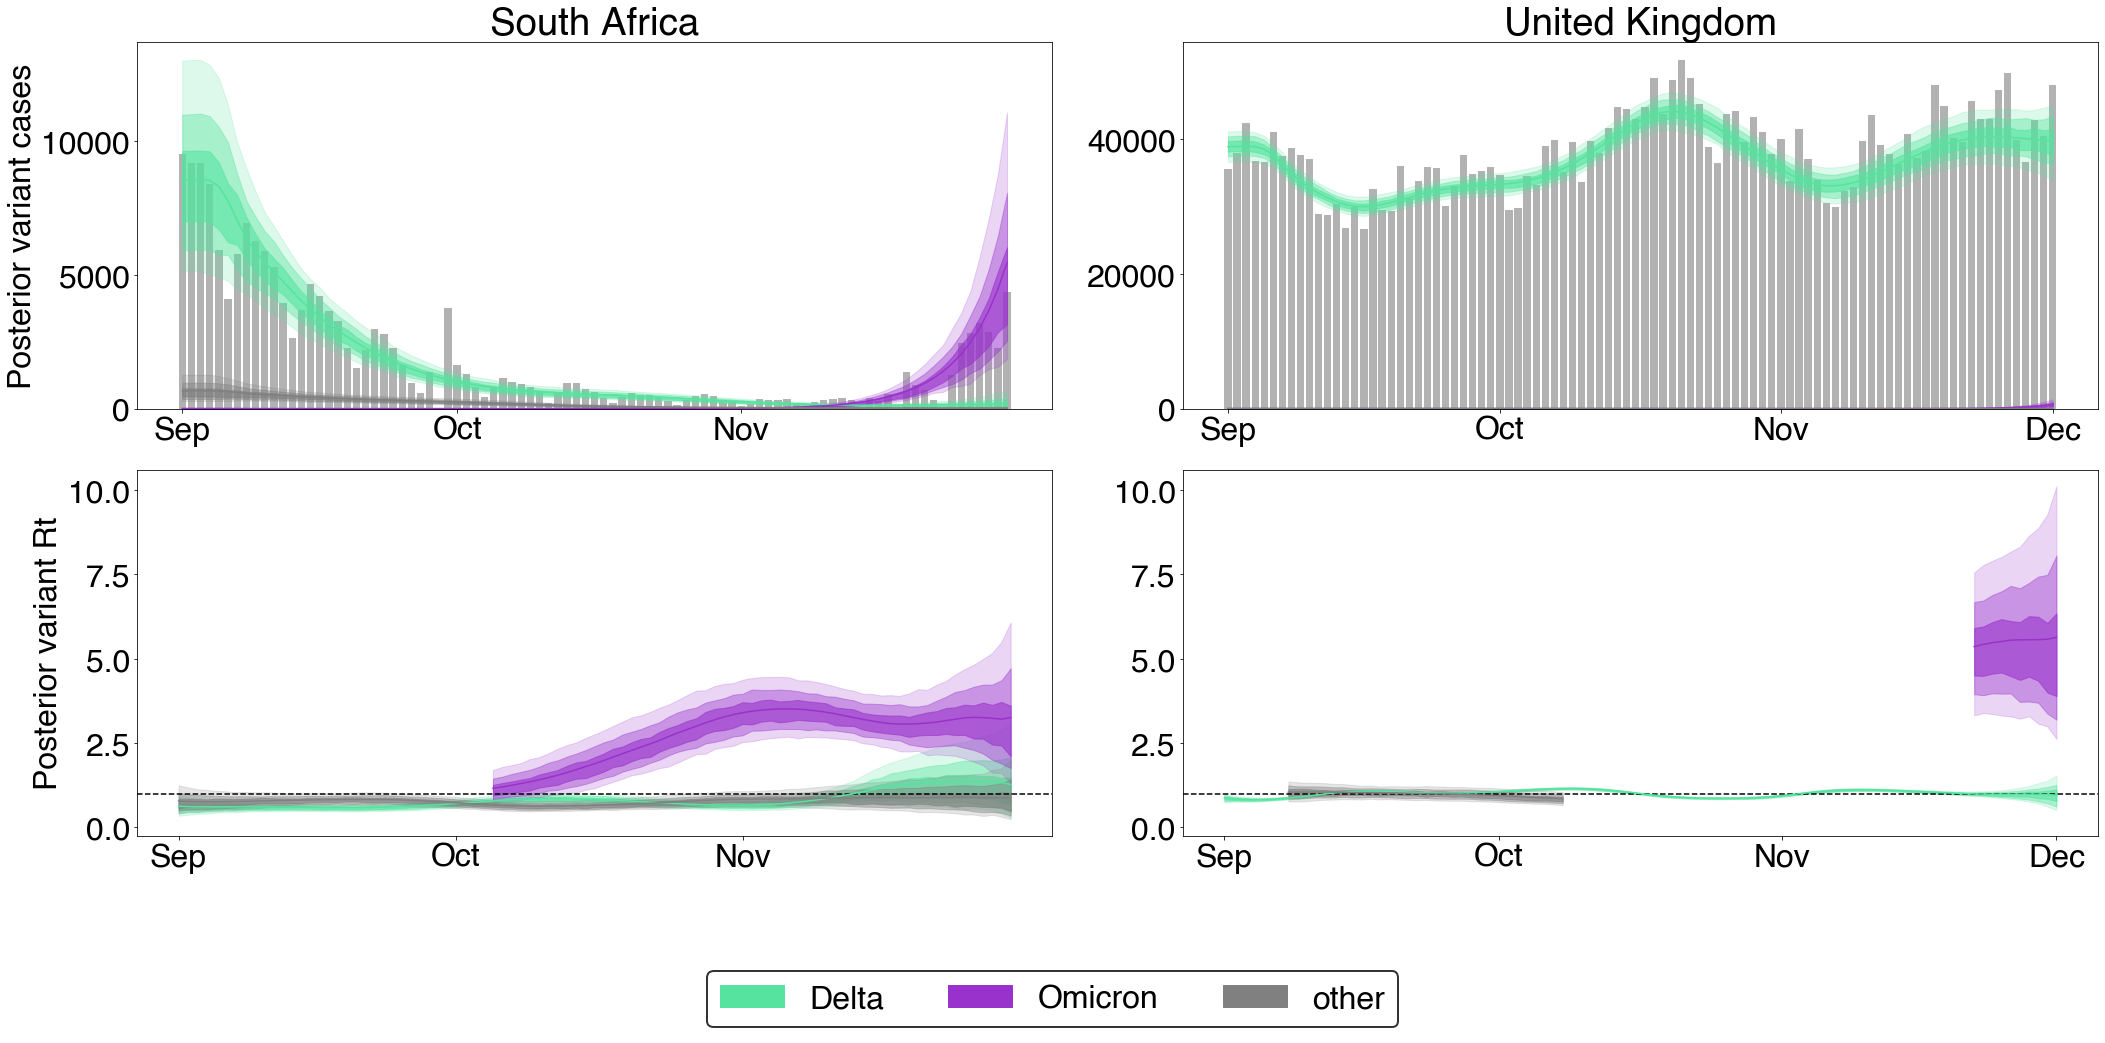 South Africa
United Kingdom
Posterior variant cases
10000
5000
0
Sep
Oct
Nov
40000
20000
0
Sep
Oct
Nov
Dec
Posterior variant Rt
10.0
7.5
5.0
2.5
0.0
Sep
Oct
Nov
10.0
7.5
5.0
2.5
0.0
Sep
Oct
Nov
Dec
Delta
Omicron
other